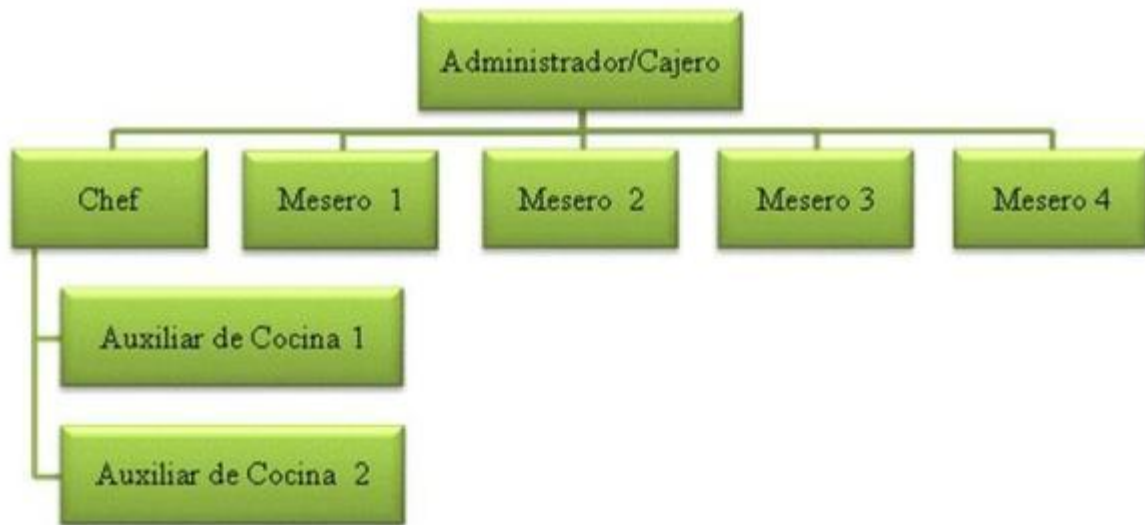 Administrador/Cajero
Chef
Mesero 1
Mesero 2
Mesero 3
Mesero 4
Auxiliar de Cocina 1
Auxiliar de Cocina 2